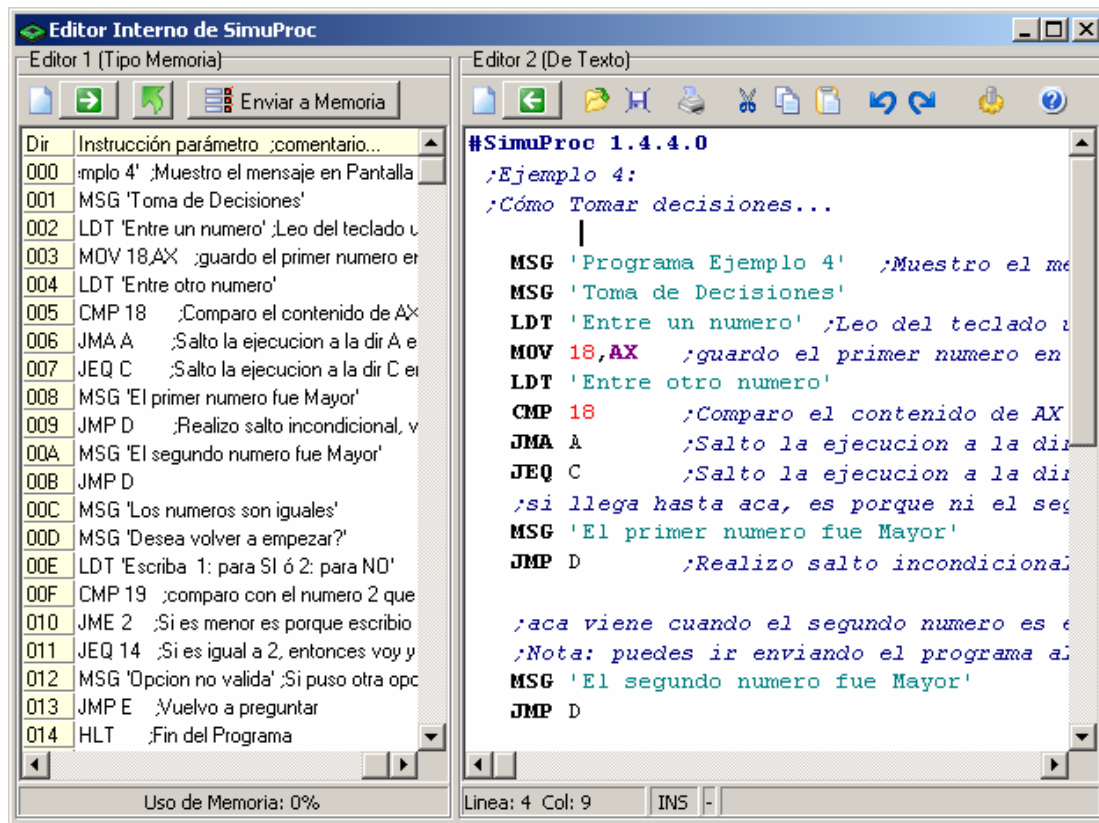 Editor Interno de SimuProc
Editor 1 (Tipo Memoria)
Enviar a Memoria
Dir Instrucción parámetro ;comentario...
000 mplo 4' ;Muestro el mensaje en Pantalla
001 MSG 'Toma de Decisiones'
002 LDT 'Entre un numero' ;Leo del teclado u
003 MOV 18,AX ;guardo el primer numero en
004 LDT 'Entre otro numero'
005 CMP 18 ;Comparo el contenido de AX
006 JMA A ;Salto la ejecucion a la dir A e
007 JEQ C ;Salto la ejecucion a la dir C en
008 MSG 'El primer numero fue Mayor'
009 JMP D ;Realizo salto incondicional, v
00A MSG 'El segundo numero fue Mayor'
00B JMP D
00C MSG 'Los numeros son iguales'
00D MSG 'Desea volver a empezar?'
00E LDT 'Escriba 1: para SI ó 2: para NO'
00F CMP 19 ;comparo con el numero 2 que
010 JME 2 ;Si es menor es porque escribio
011 JEQ 14 ;Si es igual a 2, entonces voy y
012 MSG 'Opcion no valida' ;Si puso otra opc
013 JMP E ;Vuelvo a preguntar
014 HLT ;Fin del Programa
Uso de Memoria: 0%
Editor 2 (De Texto)
#SimuProc 1.4.4.0
;Ejemplo 4:
;Cómo Tomar decisiones...
MSG 'Programa Ejemplo 4' ;Muestro el me
MSG 'Toma de Decisiones'
LDT 'Entre un numero' ;Leo del teclado u
MOV 18,AX ;guardo el primer numero en
LDT 'Entre otro numero'
CMP 18 ;Comparo el contenido de AX
JMA A ;Salto la ejecucion a la dir
JEQ C ;Salto la ejecucion a la dir
;si llega hasta aca, es porque ni el seg
MSG 'El primer numero fue Mayor'
JMP D ;Realizo salto incondicional
;aca viene cuando el segundo numero es e
;Nota: puedes ir enviando el programa al
MSG 'El segundo numero fue Mayor'
JMP D
Linea: 4 Col: 9 INS -